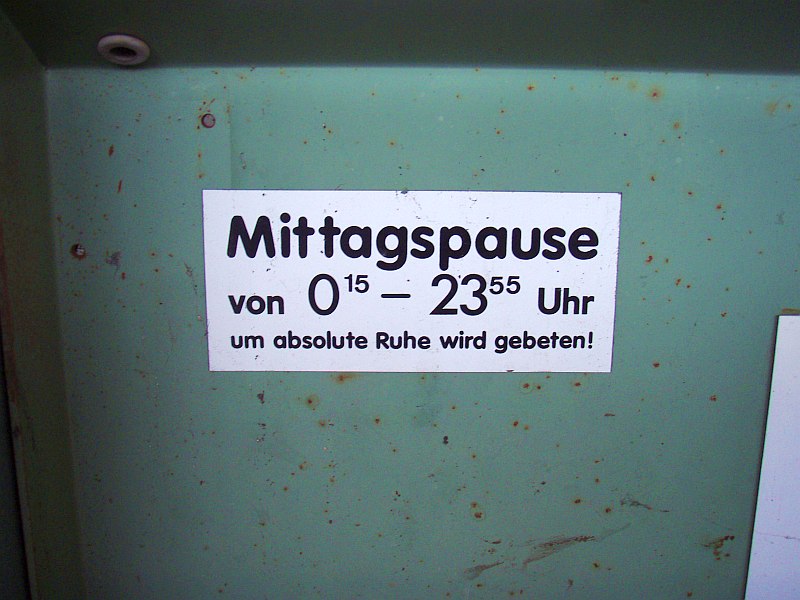 Mittagspause
von 0¹⁵ – 23⁵⁵ Uhr
um absolute Ruhe wird gebeten!